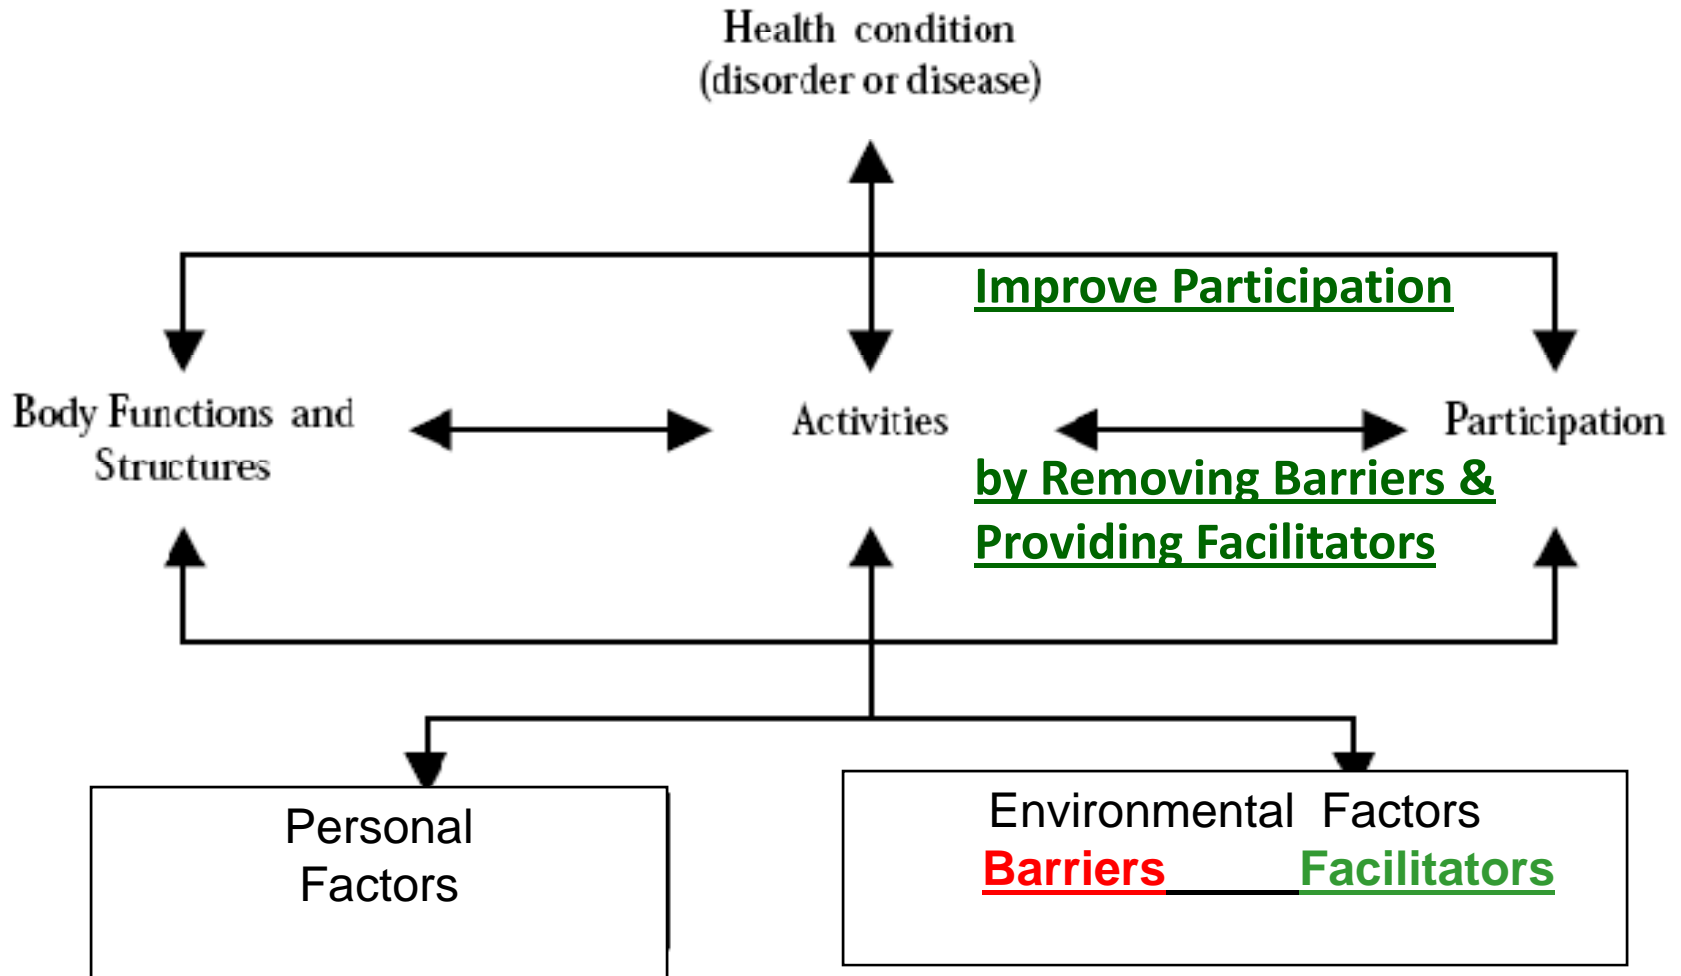 Health condition
(disorder or disease)
Improve Participation
Body Functions and
Structures
Activities
Participation
by Removing Barriers &
Providing Facilitators
Personal
Factors
Environmental Factors
Barriers Facilitators